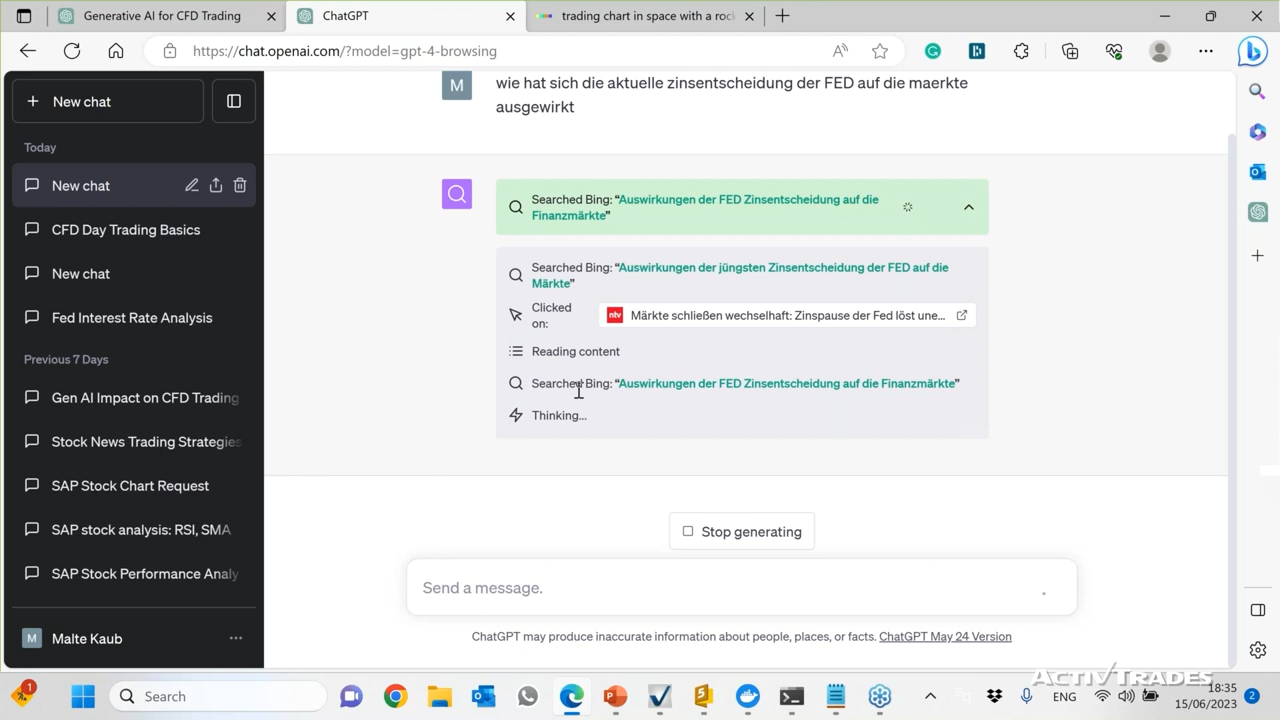 Generative AI for CFD Trading
ChatGPT
trading chart in space with a rock
https://chat.openai.com/?model=gpt-4-browsing
New chat
Today
New chat
CFD Day Trading Basics
New chat
Fed Interest Rate Analysis
Previous 7 Days
Gen AI Impact on CFD Trading
Stock News Trading Strategies
SAP Stock Chart Request
SAP stock analysis: RSI, SMA
SAP Stock Performance Analy
M
Malte Kaub
M
wie hat sich die aktuelle zinsentscheidung der FED auf die maerkte
ausgewirkt
Searched Bing: “Auswirkungen der FED Zinsentscheidung auf die
Finanzmärkte”
Searched Bing: “Auswirkungen der jüngsten Zinsentscheidung der FED auf die
Märkte”
Clicked
on:
ntv
Märkte schließen wechselhaft: Zinspause der Fed löst une...
Reading content
Searched Bing: “Auswirkungen der FED Zinsentscheidung auf die Finanzmärkte”
Thinking...
Stop generating
Send a message.
ChatGPT may produce inaccurate information about people, places, or facts. ChatGPT May 24 Version
ACTIVTRADES
1
Search
ENG
18:35
15/06/2023
2